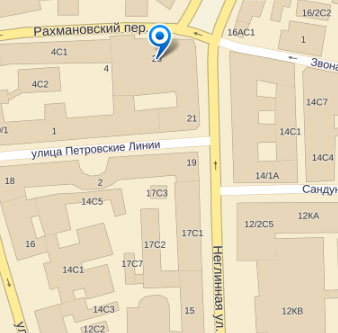 16/2С2
Рахмановский пер.
16АС1
1
4С1
Звона
4
4С2
14С7
21
14С1
1
улица Петровские Линии
14С4
19
18
2
14/1А
17С3
Санду
14С5
12КА
12/2С5
17С1
16
17С2
14С1
17С7
Неглинная ул.
14С3
15
12КВ
12С2